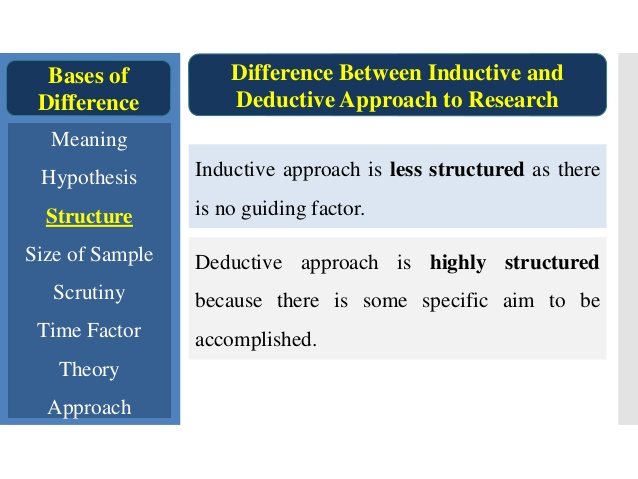 Bases of
Difference
Meaning
Hypothesis
Structure
Size of Sample
Scrutiny
Time Factor
Theory
Approach
Difference Between Inductive and
Deductive Approach to Research
Inductive approach is less structured as there
is no guiding factor.
Deductive approach is highly structured
because there is some specific aim to be
accomplished.